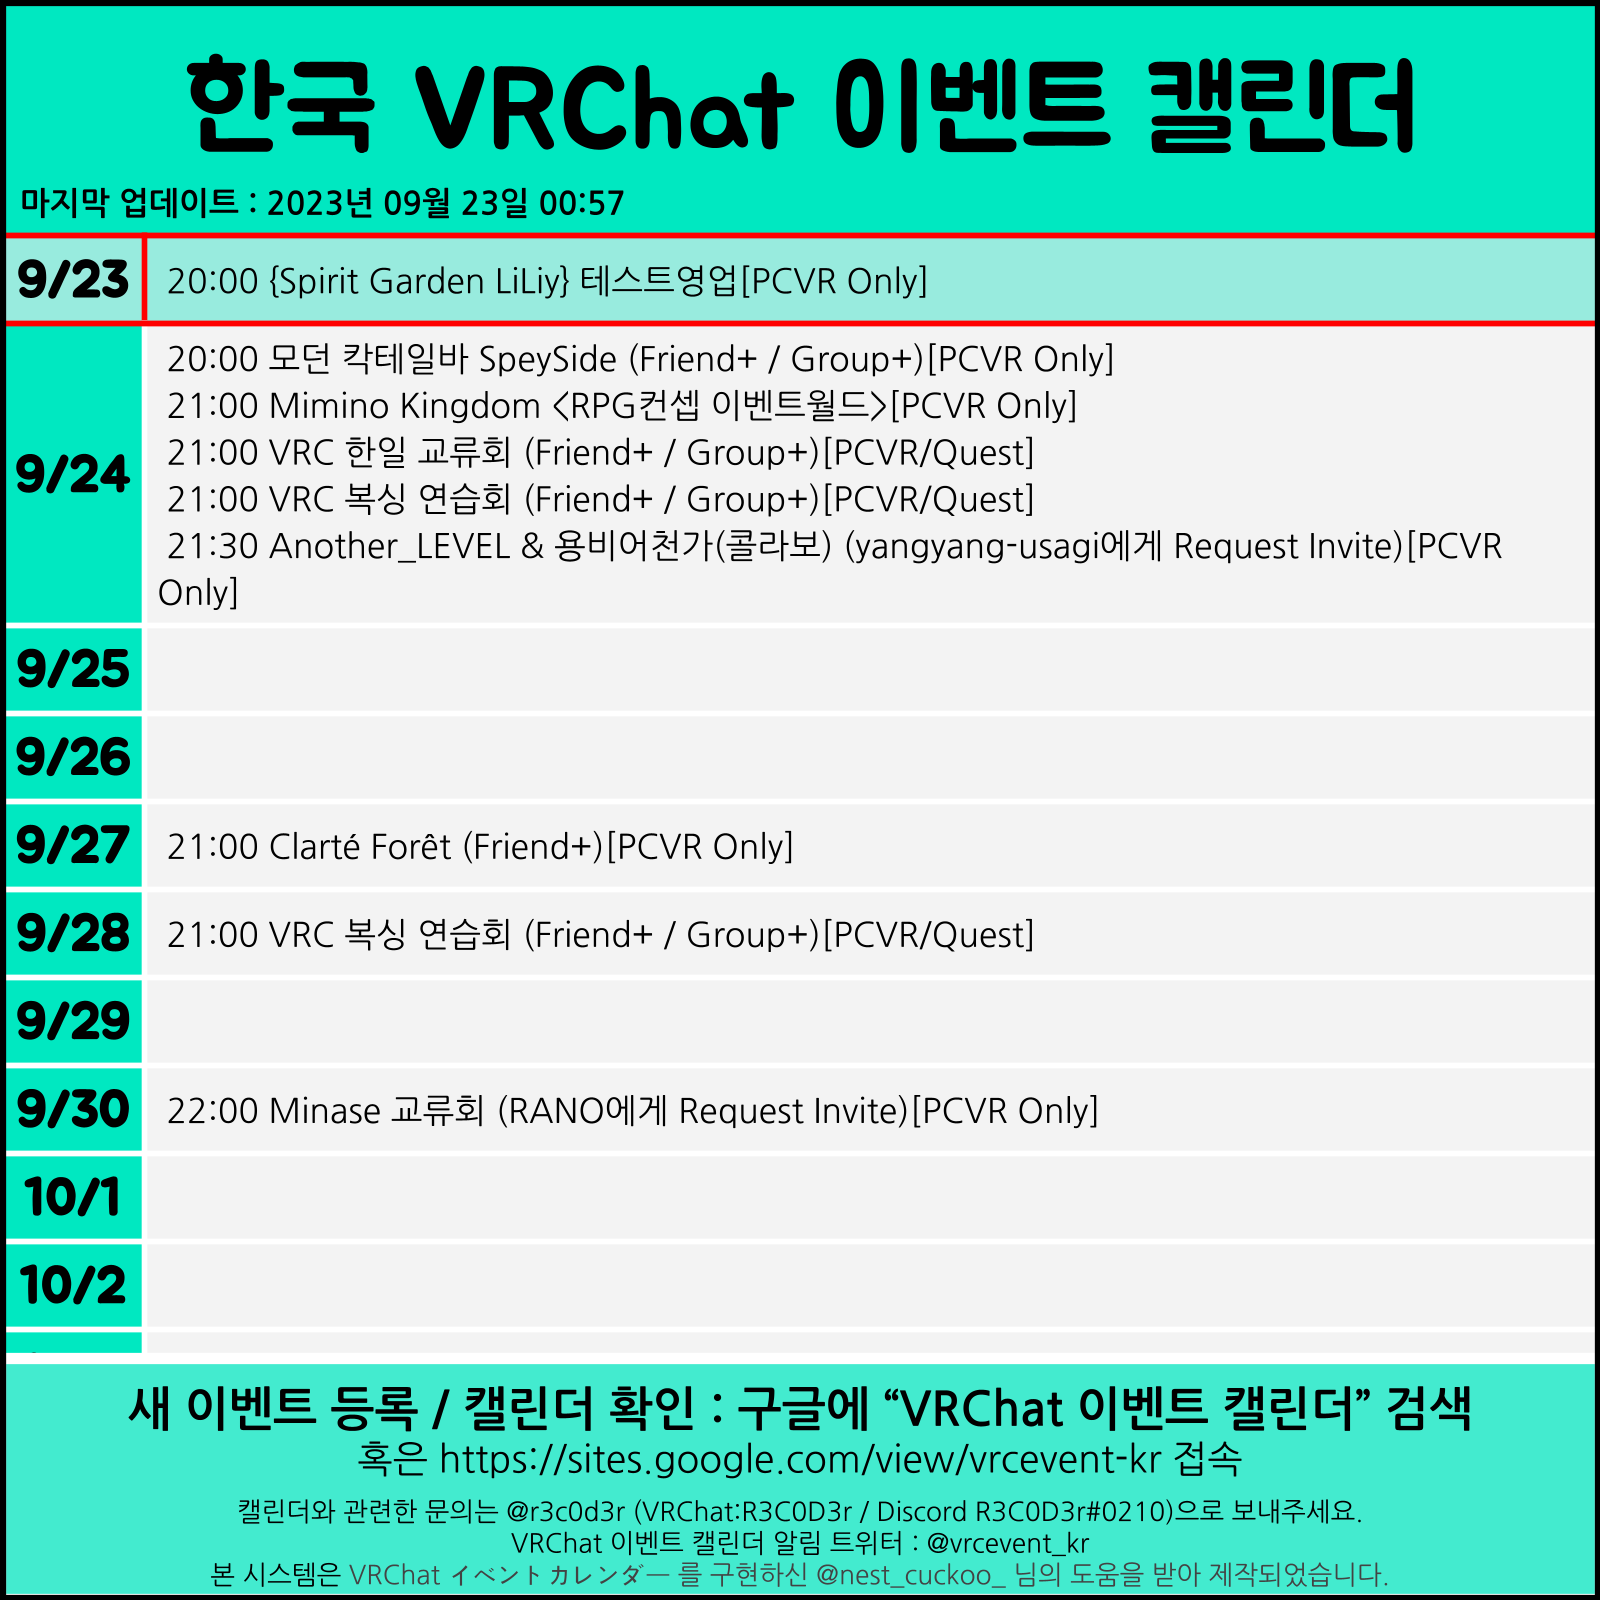 한국 VRChat 이벤트 캘린더
마지막 업데이트 : 2023년 09월 23일 00:57
9/23
20:00 {Spirit Garden LiLiy} 테스트영업[PCVR Only]
9/24
20:00 모던 칵테일바 SpeySide (Friend+ / Group+)[PCVR Only]
21:00 Mimino Kingdom <RPG컨셉 이벤트월드>[PCVR Only]
21:00 VRC 한일 교류회 (Friend+ / Group+)[PCVR/Quest]
21:00 VRC 복싱 연습회 (Friend+ / Group+)[PCVR/Quest]
21:30 Another_LEVEL & 용비어천가(콜라보) (yangyang-usagi에게 Request Invite)[PCVR
Only]
9/25
9/26
9/27
21:00 Clarté Forêt (Friend+)[PCVR Only]
9/28
21:00 VRC 복싱 연습회 (Friend+ / Group+)[PCVR/Quest]
9/29
9/30
22:00 Minase 교류회 (RANO에게 Request Invite)[PCVR Only]
10/1
10/2
새 이벤트 등록 / 캘린더 확인 : 구글에 “VRChat 이벤트 캘린더” 검색
혹은 https://sites.google.com/view/vrcevent-kr 접속
캘린더와 관련한 문의는 @r3c0d3r (VRChat:R3C0D3r / Discord R3C0D3r#0210)으로 보내주세요.
VRChat 이벤트 캘린더 알림 트위터 : @vrcevent_kr
본 시스템은 VRChat イベントカレンダー 를 구현하신 @nest_cuckoo_ 님의 도움을 받아 제작되었습니다.